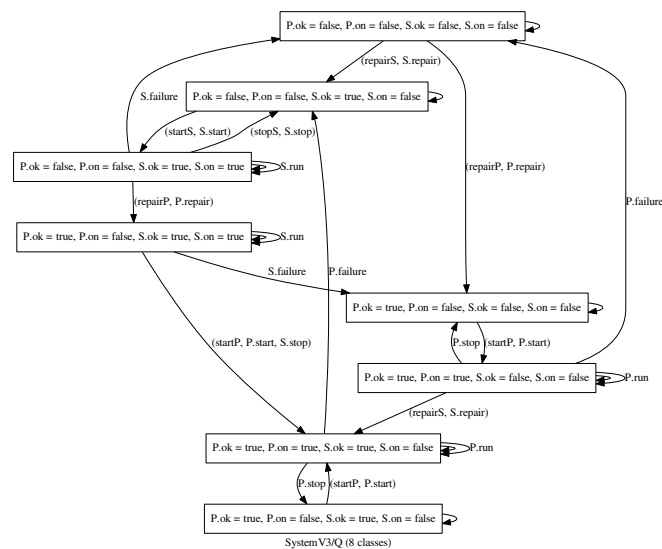 P.ok = false, P.on = false, S.ok = false, S.on = false
(repairS, S.repair)
P.ok = false, P.on = false, S.ok = true, S.on = false
S.failure
(startS, S.start)
(stopS, S.stop)
P.ok = false, P.on = false, S.ok = true, S.on = true
S.run
(repairP, P.repair)
(repairP, P.repair)
P.failure
P.ok = true, P.on = false, S.ok = true, S.on = true
S.run
S.failure
P.failure
P.ok = true, P.on = false, S.ok = false, S.on = false
(startP, P.start, S.stop)
P.stop
(startP, P.start)
P.ok = true, P.on = true, S.ok = false, S.on = false
P.run
(repairS, S.repair)
P.ok = true, P.on = true, S.ok = true, S.on = false
P.run
P.stop
(startP, P.start)
P.ok = true, P.on = false, S.ok = true, S.on = false
SystemV3/Q (8 classes)